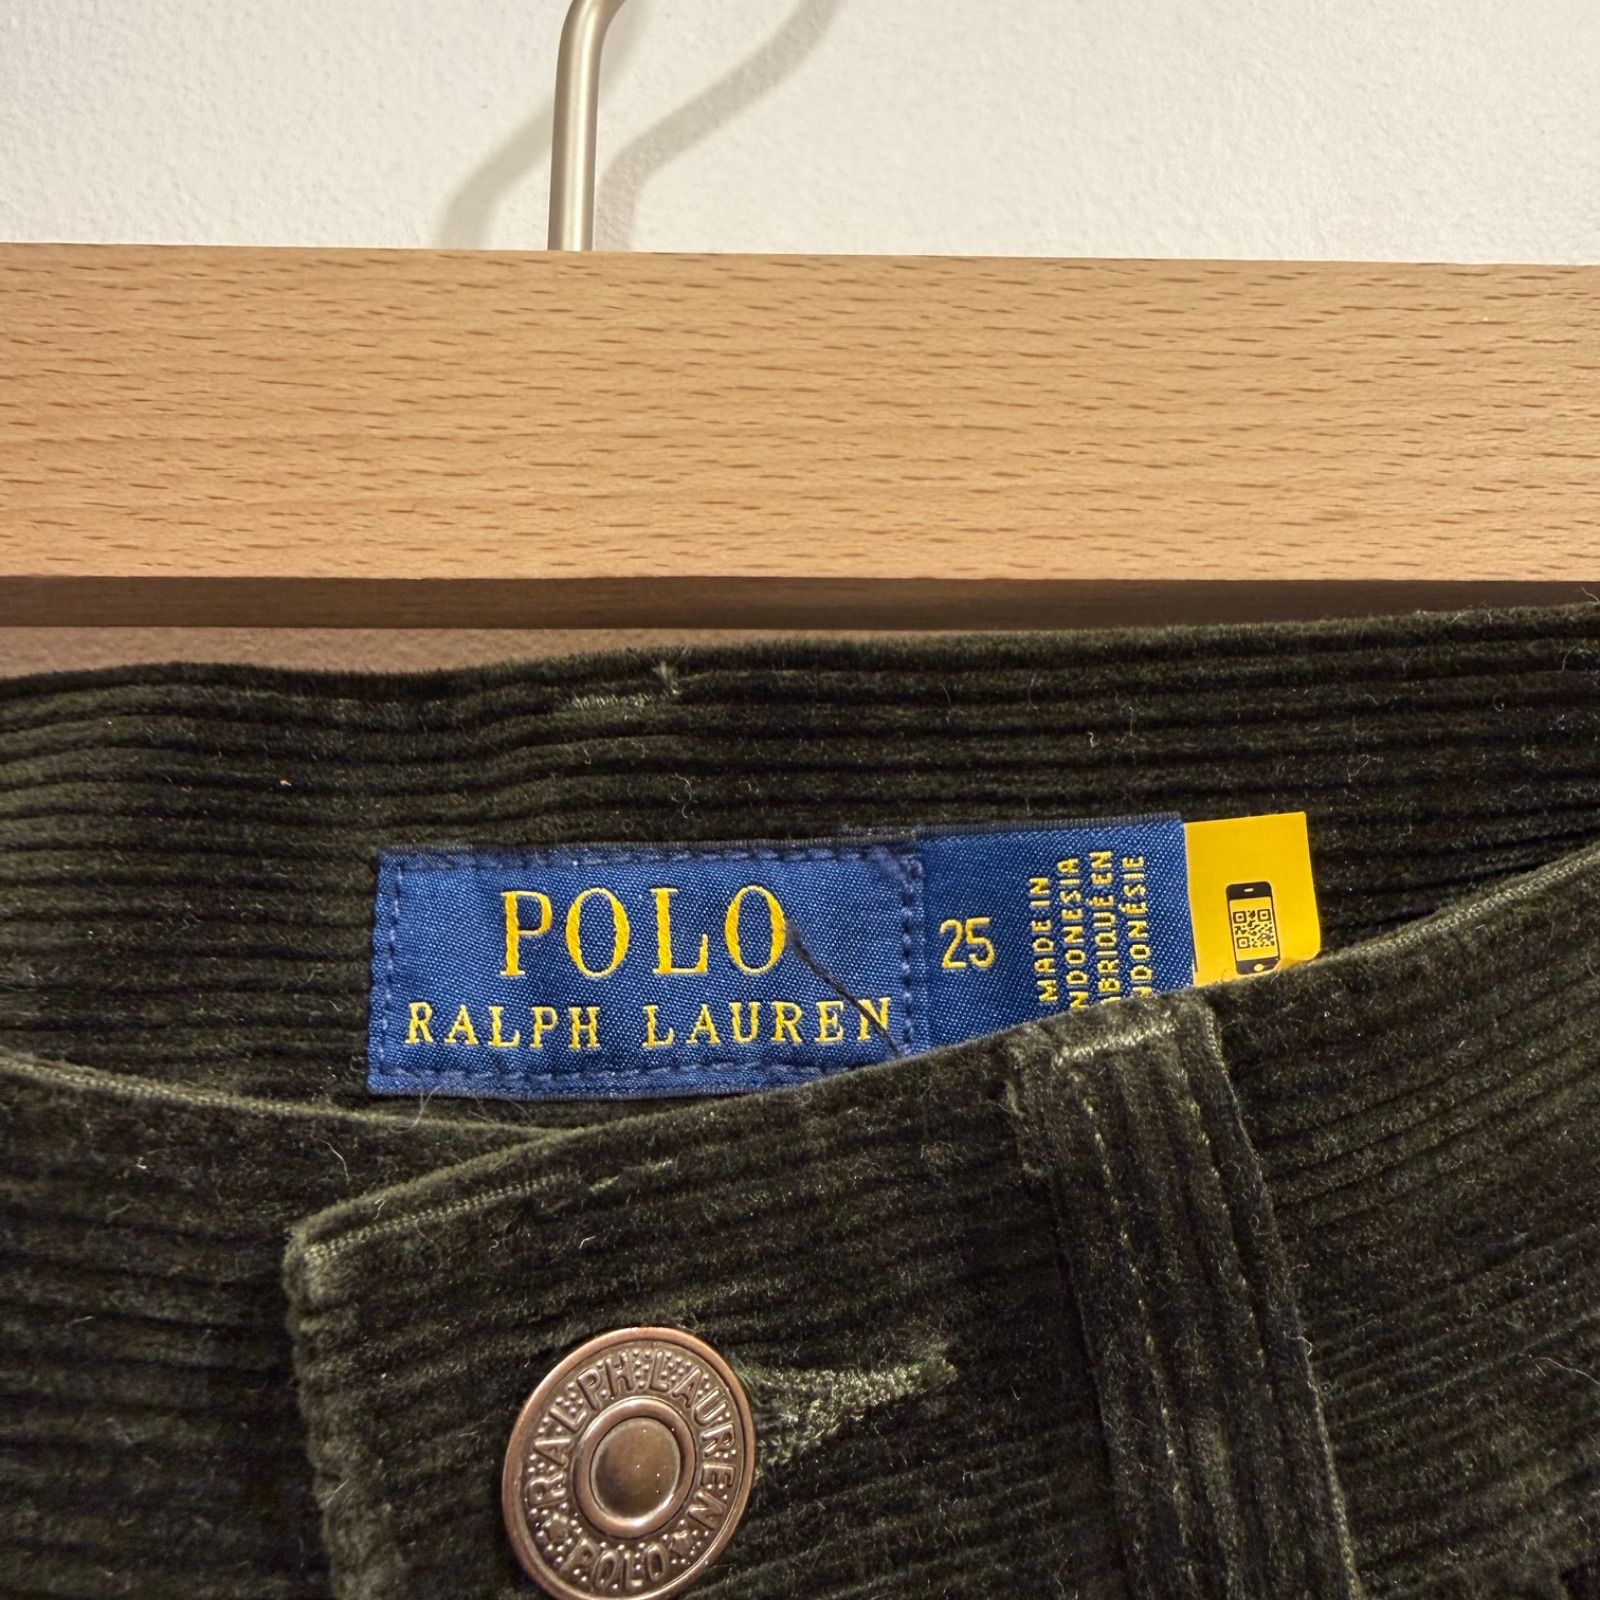 POLO
RALPH LAUREN
25
MADE IN
INDONESIA
FABRIQUÉ EN
INDONÉSIE
RALPH LAUREN
POLO